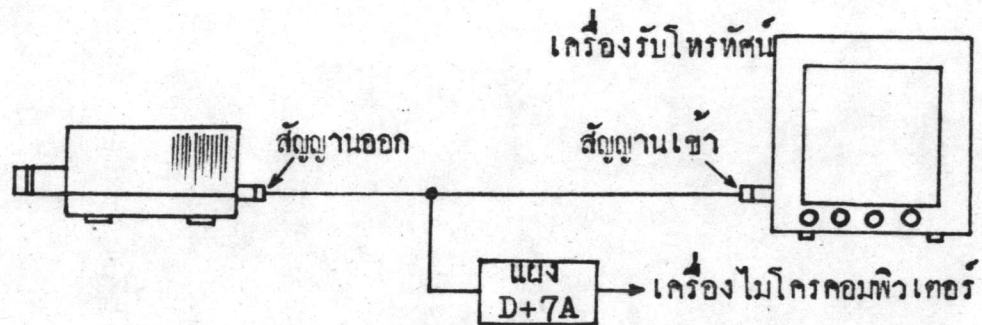 เครื่องรับโทรทัศน์
สัญญานออก
สัญญานเข้า
แผง
D+7A
เครื่องไมโครคอมพิวเตอร์